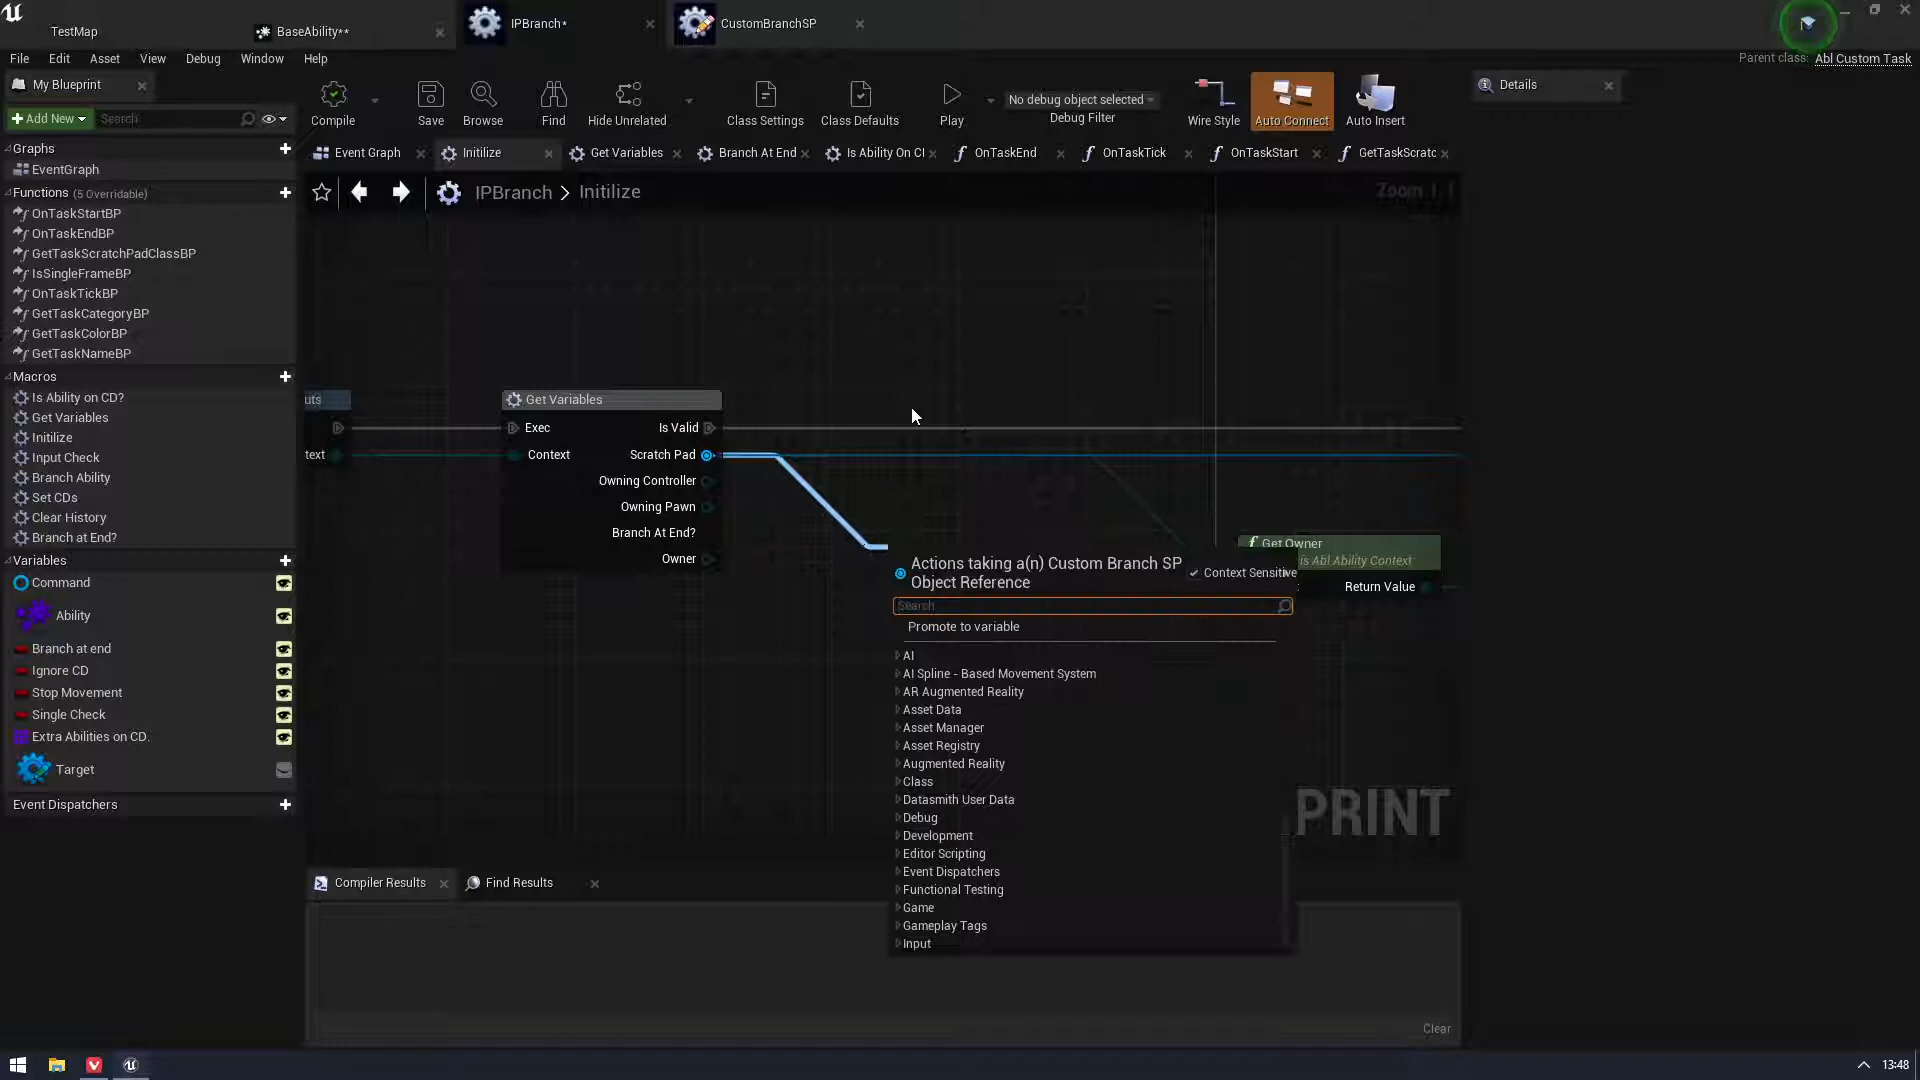 TestMap
BaseAbility**
IPBranch*
CustomBranchSP
File Edit Asset View Debug Window Help
Parent class: Abl Custom Task
My Blueprint
Details
Add New
Search
Compile
Save
Browse
Find
Hide Unrelated
Class Settings
Class Defaults
Play
No debug object selected
Debug Filter
Wire Style
Auto Connect
Auto Insert
Event Graph
Initilize
Get Variables
Branch At End
Is Ability On Cl
OnTaskEnd
OnTaskTick
OnTaskStart
GetTaskScratc
IPBranch > Initilize
Graphs
EventGraph
Functions (5 Overridable)
OnTaskStartBP
OnTaskEndBP
GetTaskScratchPadClassBP
IsSingleFrameBP
OnTaskTickBP
GetTaskCategoryBP
GetTaskColorBP
GetTaskNameBP
Macros
Is Ability on CD?
Get Variables
Initilize
Input Check
Branch Ability
Set CDs
Clear History
Branch at End?
Variables
Command
Ability
Branch at end
Ignore CD
Stop Movement
Single Check
Extra Abilities on CD.
Target
Event Dispatchers
uts
text
Get Variables
Exec
Is Valid
Context
Scratch Pad
Owning Controller
Owning Pawn
Branch At End?
Owner
Get Owner
is Abl Ability Context
Return Value
Actions taking a(n) Custom Branch SP
Object Reference
Context Sensitive
Search
Promote to variable
AI
AI Spline - Based Movement System
AR Augmented Reality
Asset Data
Asset Manager
Asset Registry
Augmented Reality
Class
Datasmith User Data
Debug
Development
Editor Scripting
Event Dispatchers
Functional Testing
Game
Gameplay Tags
Input
PRINT
Compiler Results
Find Results
Clear
13:48